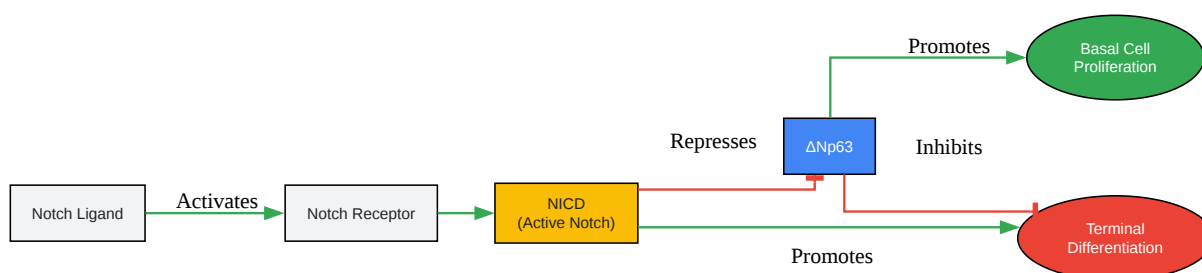 Promotes
Basal Cell
Proliferation
Represses
ΔNp63
Inhibits
Notch Ligand
Activates
Notch Receptor
NICD
(Active Notch)
Promotes
Terminal
Differentiation